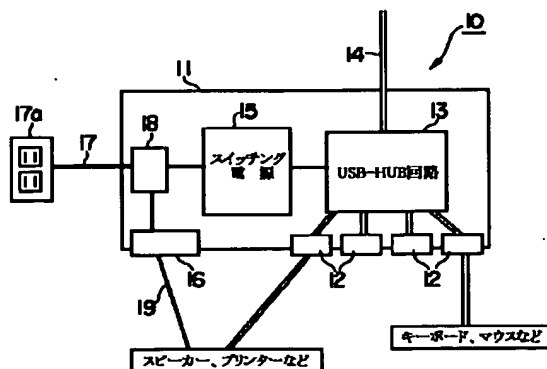 10
14
11
17a
15
13
17
18
スイッチング
電源
USB-HUB回路
16
12
12
19
スピーカー、プリンターなど
キーボード、マウスなど